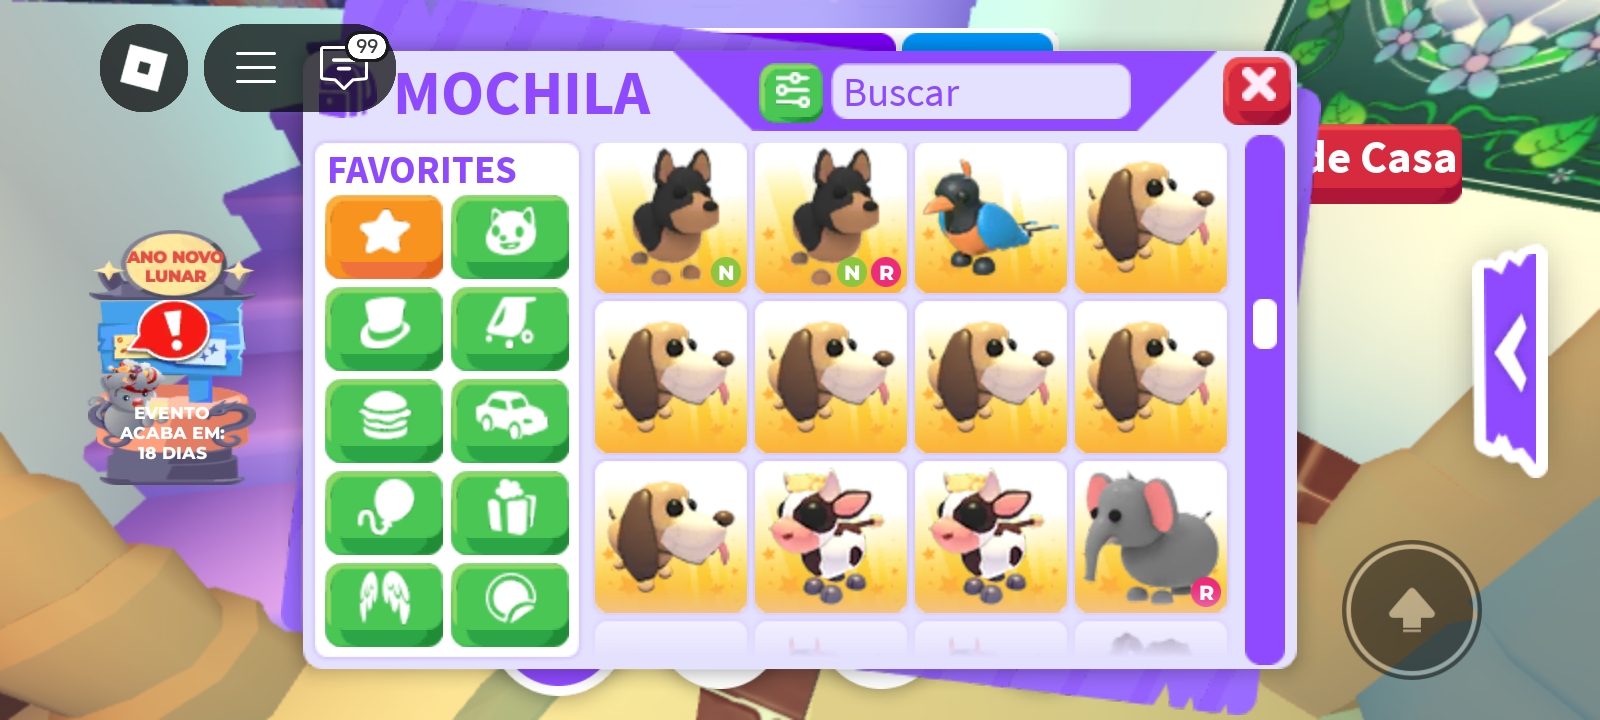 99
MOCHILA
Buscar
FAVORITES
de Casa
ANO NOVO
LUNAR
!
EVENTO
ACABA EM:
18 DIAS
N
N R
R